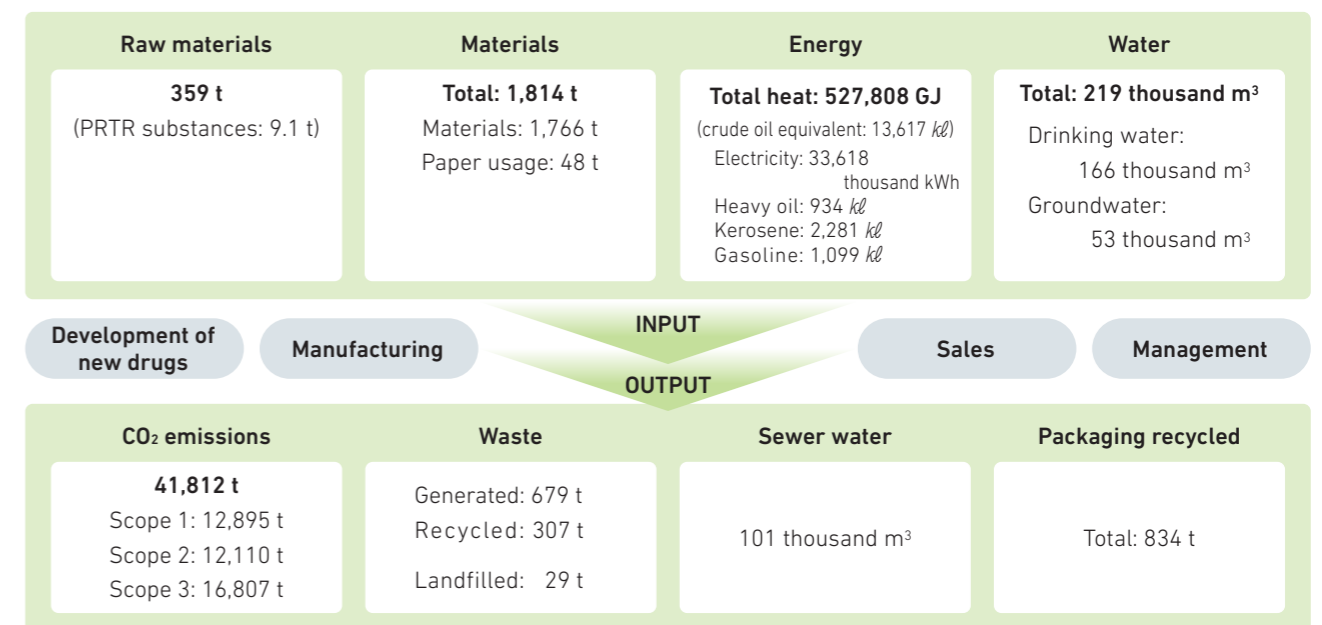 Raw materials
359 t
(PRTR substances: 9.1 t)
Materials
Total: 1,814 t
Materials: 1,766 t
Paper usage: 48 t
Energy
Total heat: 527,808 GJ
(crude oil equivalent: 13,617 kℓ)
Electricity: 33,618
thousand kWh
Heavy oil: 934 kℓ
Kerosene: 2,281 kℓ
Gasoline: 1,099 kℓ
Water
Total: 219 thousand m³
Drinking water:
166 thousand m³
Groundwater:
53 thousand m³
Development of
new drugs
Manufacturing
INPUT
OUTPUT
Sales
Management
CO₂ emissions
41,812 t
Scope 1: 12,895 t
Scope 2: 12,110 t
Scope 3: 16,807 t
Waste
Generated: 679 t
Recycled: 307 t
Landfilled: 29 t
Sewer water
101 thousand m³
Packaging recycled
Total: 834 t